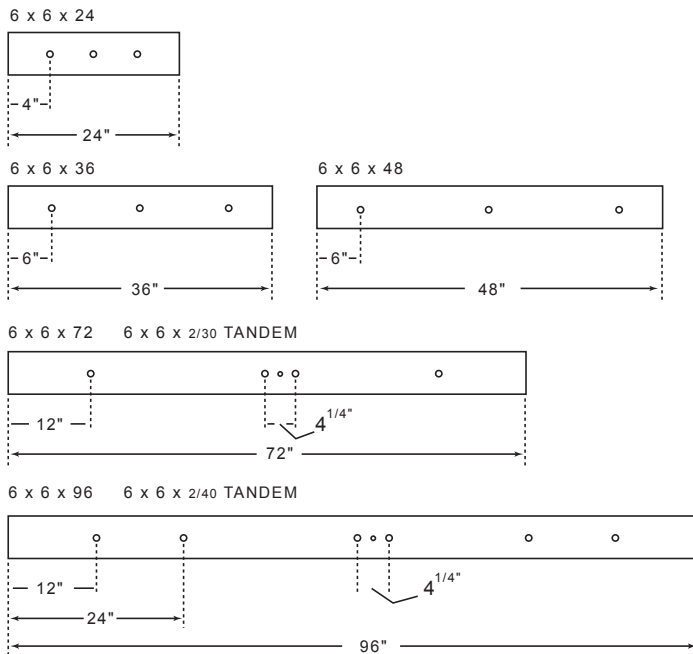 6 x 6 x 24
4"
24"
6 x 6 x 36
6"
36"
6 x 6 x 48
6"
48"
6 x 6 x 72 6 x 6 x 2/30 TANDEM
12"
4 1/4"
72"
6 x 6 x 96 6 x 6 x 2/40 TANDEM
12"
4 1/4"
24"
96"